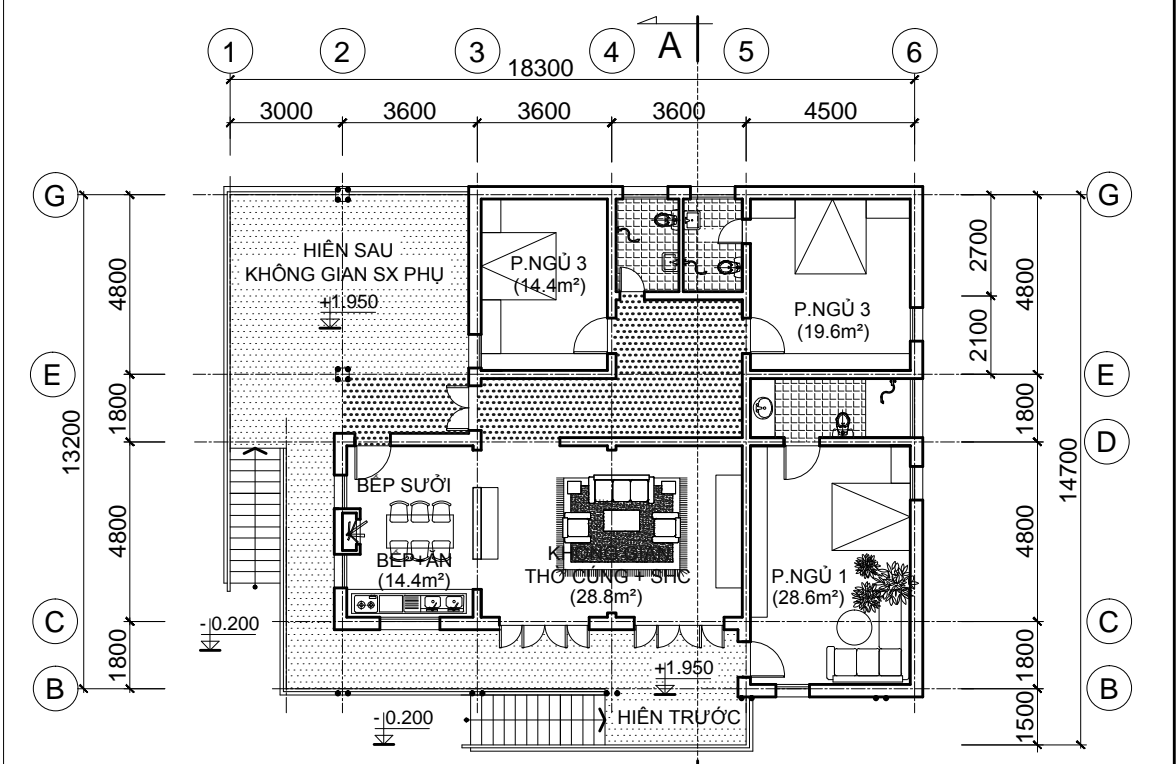 1
2
3
4
A
5
6
18300
3000
3600
3600
3600
4500
G
G
HIÊN SAU
KHÔNG GIAN SX PHỤ
+1.950
P.NGỦ 3
(14.4m²)
P.NGỦ 3
(19.6m²)
4800
2700
4800
2100
E
E
1800
1800
D
13200
14700
BẾP SƯỞI
BẾP+ĂN
(14.4m²)
KHÔNG GIAN
THỜ CÚNG + SHC
(28.8m²)
P.NGỦ 1
(28.6m²)
4800
4800
C
C
- 0.200
1800
+1.950
1800
B
B
- 0.200
HIÊN TRƯỚC
1500